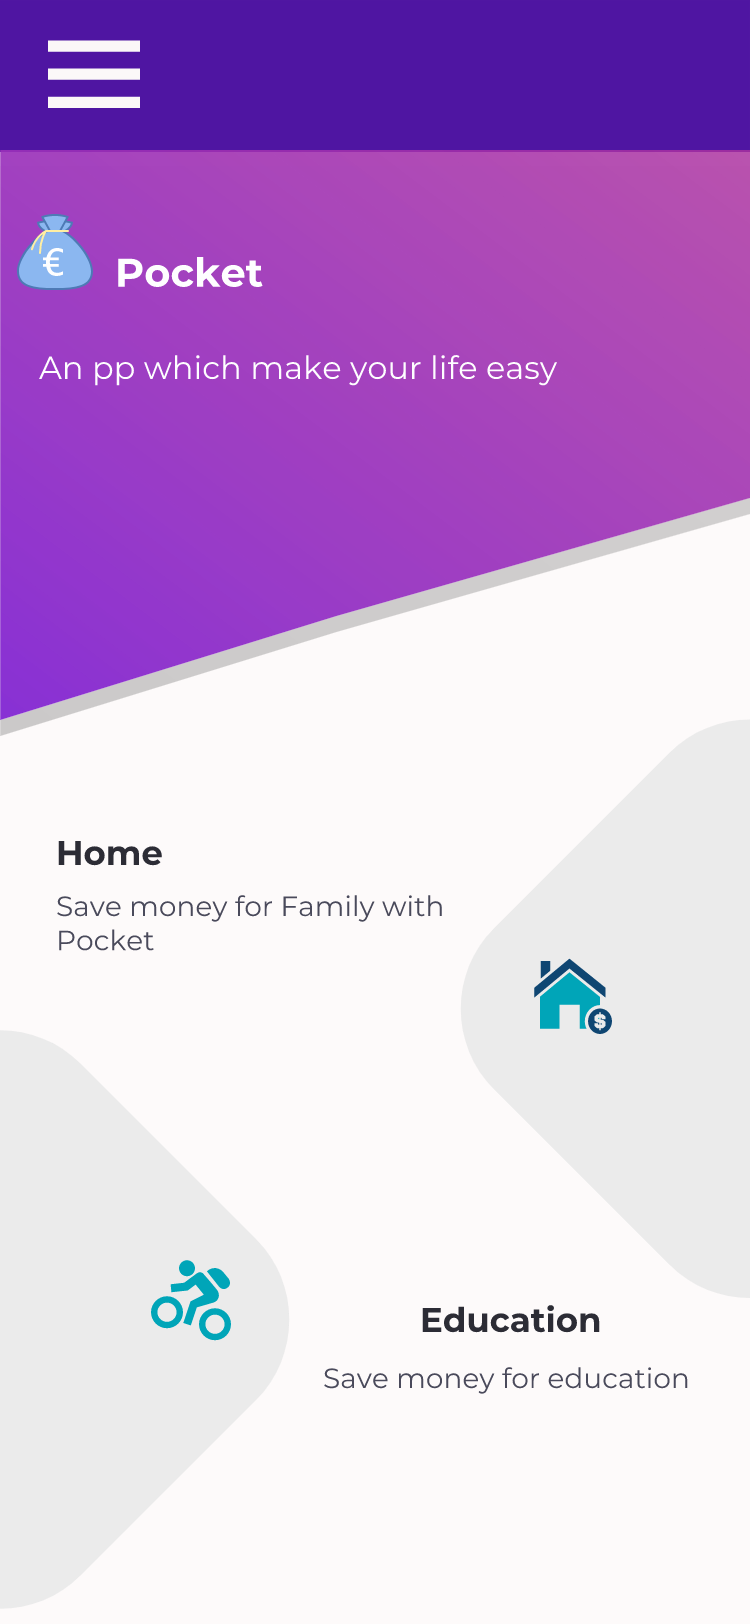 €
Pocket
An pp which make your life easy
Home
Save money for Family with
Pocket
$
Education
Save money for education